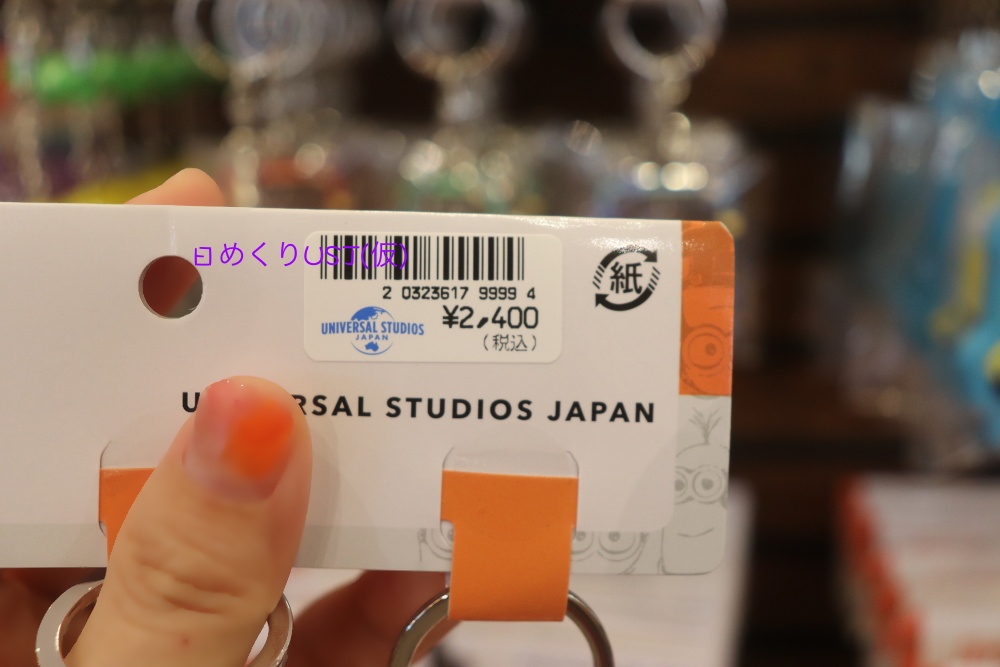 日めくりUSJ(仮)
2 0323617 9999 4
¥2,400
UNIVERSAL STUDIOS
JAPAN
(税込)
紙
RSAL STUDIOS JAPAN